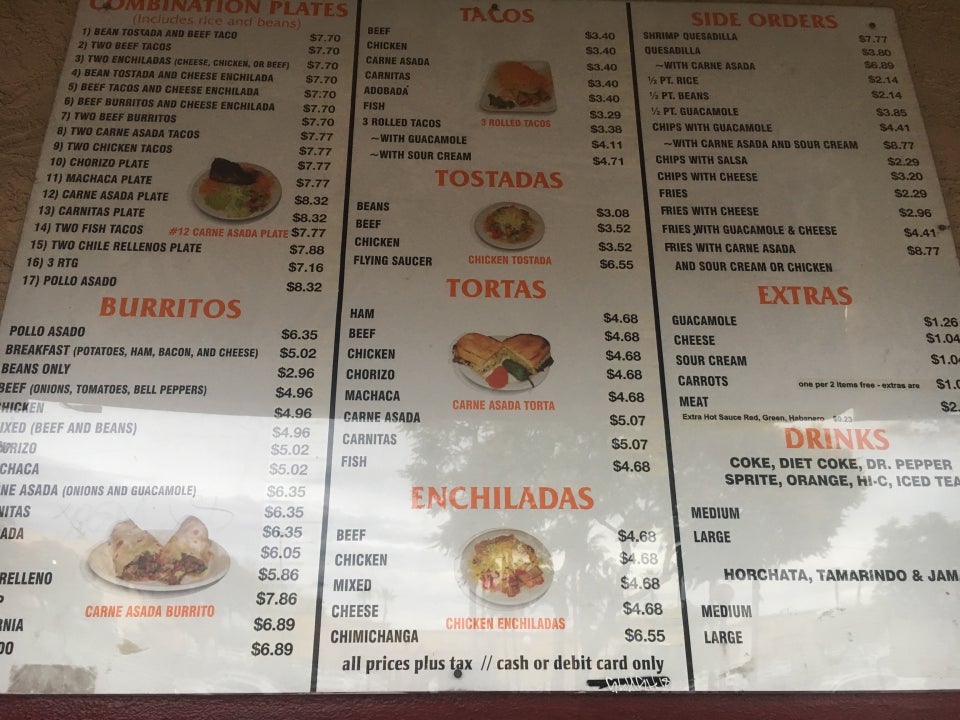 COMBINATION PLATES
(Includes rice and beans)
1) BEAN TOSTADA AND BEEF TACO $7.70
2) TWO BEEF TACOS $7.70
3) TWO ENCHILADAS (CHEESE, CHICKEN, OR BEEF) $7.70
4) BEAN TOSTADA AND CHEESE ENCHILADA $7.70
5) BEEF TACOS AND CHEESE ENCHILADA $7.70
6) BEEF BURRITOS AND CHEESE ENCHILADA $7.70
7) TWO BEEF BURRITOS $7.70
8) TWO CARNE ASADA TACOS $7.77
9) TWO CHICKEN TACOS $7.77
10) CHORIZO PLATE $7.77
11) MACHACA PLATE $7.77
12) CARNE ASADA PLATE $8.32
13) CARNITAS PLATE $8.32
14) TWO FISH TACOS $7.77
#12 CARNE ASADA PLATE
15) TWO CHILE RELLENOS PLATE $7.88
16) 3 RTG $7.16
17) POLLO ASADO $8.32
BURRITOS
POLLO ASADO $6.35
BREAKFAST (POTATOES, HAM, BACON, AND CHEESE) $5.02
BEANS ONLY $2.96
BEEF (ONIONS, TOMATOES, BELL PEPPERS) $4.96
CHICKEN $4.96
IXED (BEEF AND BEANS) $4.96
ORIZO $5.02
CHACA $5.02
NE ASADA (ONIONS AND GUACAMOLE) $6.35
NITAS $6.35
ADA $6.35
$6.05
RELLENO $5.86
P $7.86
RNIA $6.89
OO $6.89
CARNE ASADA BURRITO
TACOS
BEEF $3.40
CHICKEN $3.40
CARNE ASADA $3.40
CARNITAS $3.40
ADOBADA $3.40
FISH $3.29
3 ROLLED TACOS $3.38
~WITH GUACAMOLE $4.11
~WITH SOUR CREAM $4.71
3 ROLLED TACOS
TOSTADAS
BEANS $3.08
BEEF $3.52
CHICKEN $3.52
FLYING SAUCER $6.55
CHICKEN TOSTADA
TORTAS
HAM $4.68
BEEF $4.68
CHICKEN $4.68
CHORIZO $4.68
MACHACA $4.68
CARNE ASADA $5.07
CARNITAS $5.07
FISH $4.68
CARNE ASADA TORTA
ENCHILADAS
BEEF $4.68
CHICKEN $4.68
MIXED $4.68
CHEESE $4.68
CHIMICHANGA $6.55
CHICKEN ENCHILADAS
all prices plus tax // cash or debit card only
SIDE ORDERS
SHRIMP QUESADILLA $7.77
QUESADILLA $3.80
~WITH CARNE ASADA $6.89
½ PT. RICE $2.14
½ PT. BEANS $2.14
½ PT. GUACAMOLE $3.85
CHIPS WITH GUACAMOLE $4.41
~WITH CARNE ASADA AND SOUR CREAM $8.77
CHIPS WITH SALSA $2.29
CHIPS WITH CHEESE $3.20
FRIES $2.29
FRIES WITH CHEESE $2.96
FRIES WITH GUACAMOLE & CHEESE $4.41
FRIES WITH CARNE ASADA $8.77
AND SOUR CREAM OR CHICKEN
EXTRAS
GUACAMOLE $1.26
CHEESE $1.04
SOUR CREAM $1.04
CARROTS one per 2 items free - extras are $1.0
MEAT $2.
Extra Hot Sauce Red, Green, Habanero $0.23
DRINKS
COKE, DIET COKE, DR. PEPPER
SPRITE, ORANGE, HI-C, ICED TEA
MEDIUM
LARGE
HORCHATA, TAMARINDO & JAM
MEDIUM
LARGE